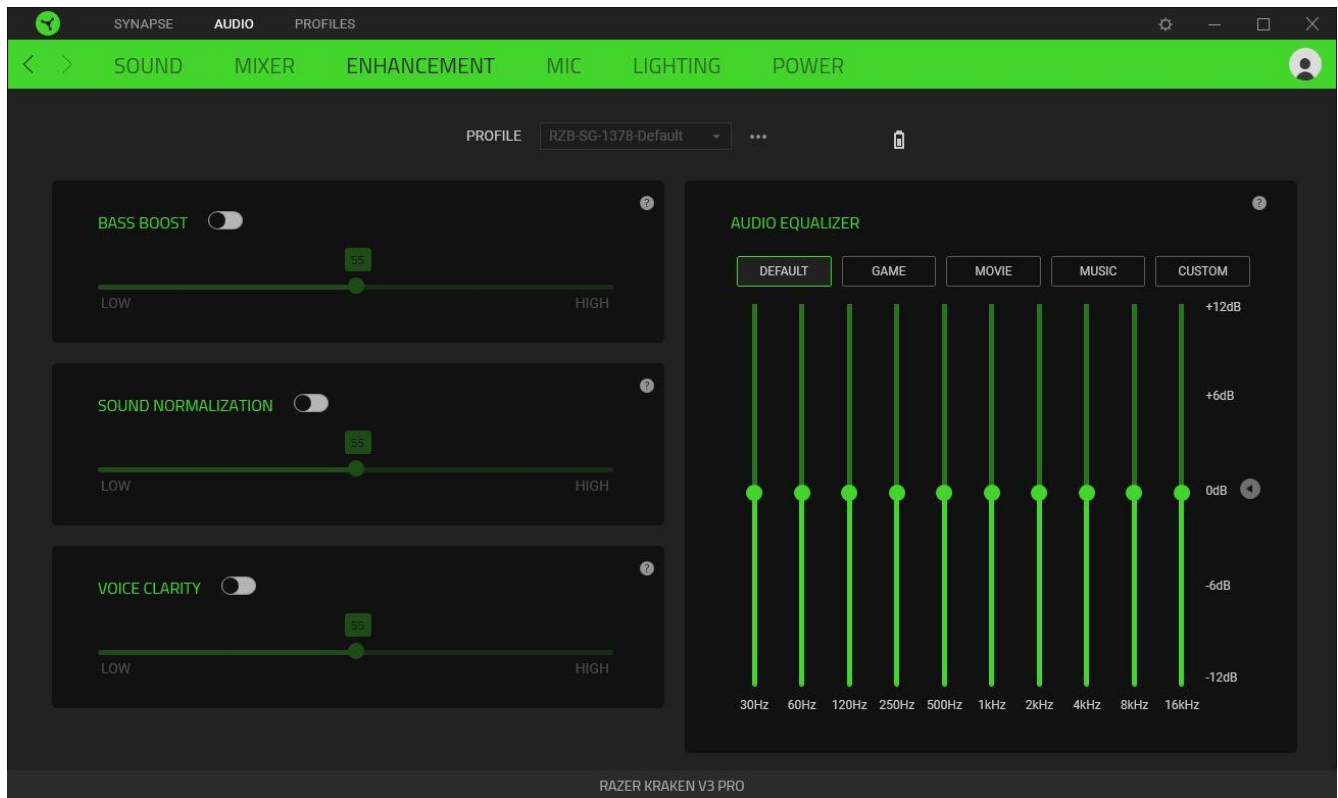 SYNAPSE AUDIO PROFILES
SOUND MIXER ENHANCEMENT MIC LIGHTING POWER
PROFILE RZB-SG-1378-Default
BASS BOOST
55
LOW HIGH
SOUND NORMALIZATION
55
LOW HIGH
VOICE CLARITY
55
LOW HIGH
AUDIO EQUALIZER
DEFAULT GAME MOVIE MUSIC CUSTOM
+12dB
+6dB
0dB
-6dB
-12dB
30Hz 60Hz 120Hz 250Hz 500Hz 1kHz 2kHz 4kHz 8kHz 16kHz
RAZER KRAKEN V3 PRO